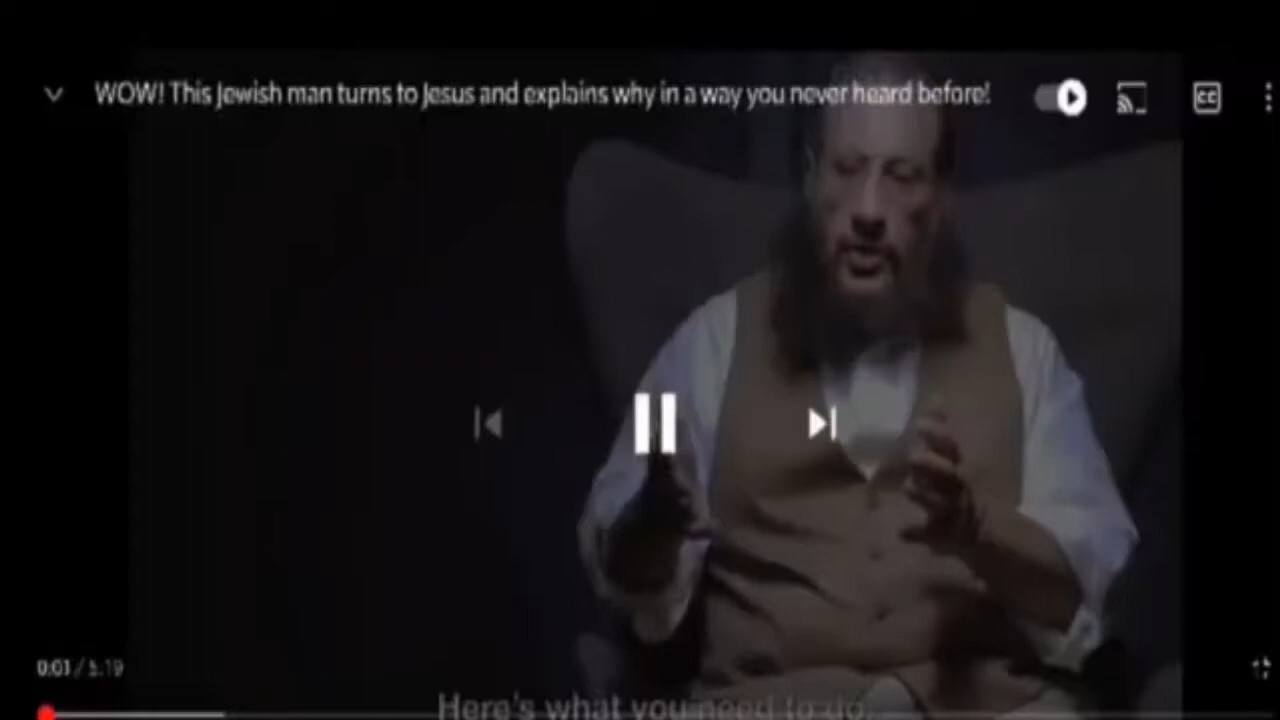 WOW! This Jewish man turns to Jesus and explains why in a way you never heard before!
CC
0:01 / 5:19
Here's what you need to do: